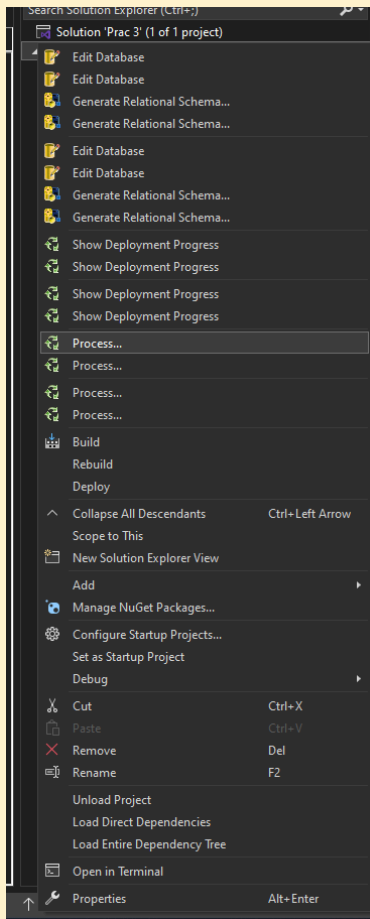 Search Solution Explorer (Ctrl+;)
Solution 'Prac 3' (1 of 1 project)
Edit Database
Edit Database
Generate Relational Schema...
Generate Relational Schema...
Edit Database
Edit Database
Generate Relational Schema...
Generate Relational Schema...
Show Deployment Progress
Show Deployment Progress
Show Deployment Progress
Show Deployment Progress
Process...
Process...
Process...
Process...
Build
Rebuild
Deploy
Collapse All Descendants Ctrl+Left Arrow
Scope to This
New Solution Explorer View
Add
Manage NuGet Packages...
Configure Startup Projects...
Set as Startup Project
Debug
Cut Ctrl+X
Paste Ctrl+V
Remove Del
Rename F2
Unload Project
Load Direct Dependencies
Load Entire Dependency Tree
Open in Terminal
Properties Alt+Enter